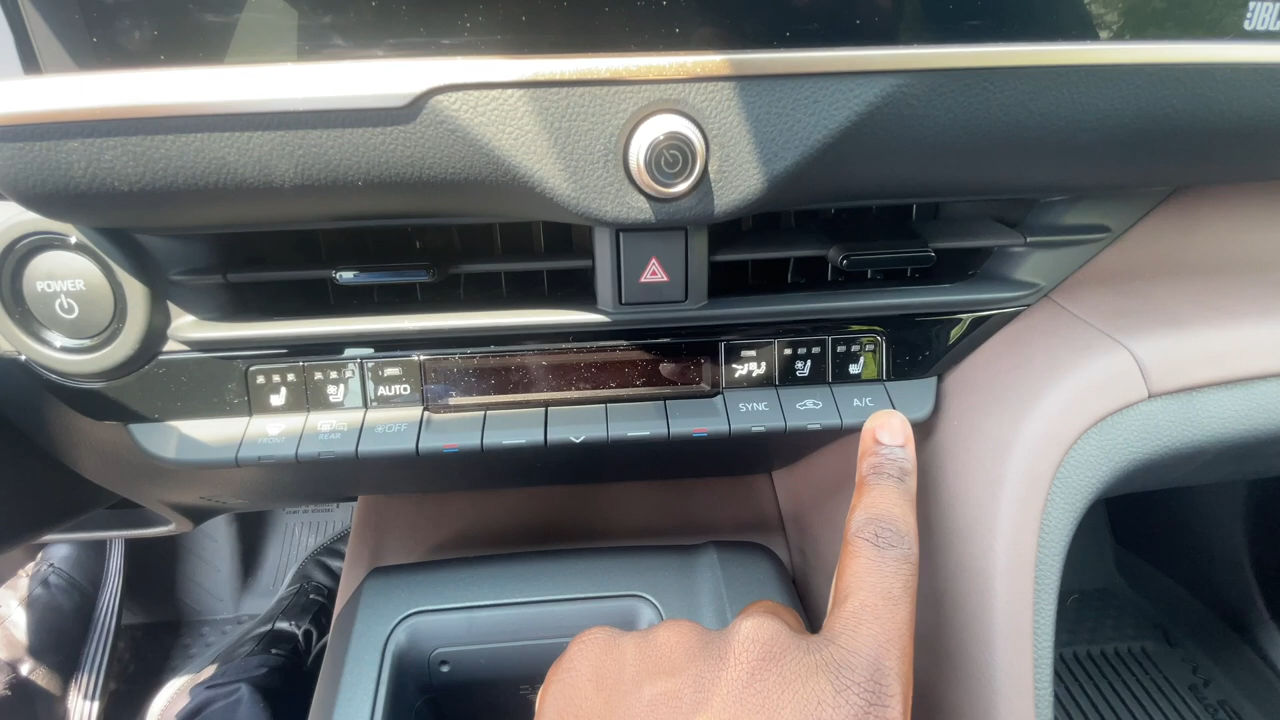 JBL
POWER
AUTO
FRONT
REAR
OFF
SYNC
A/C